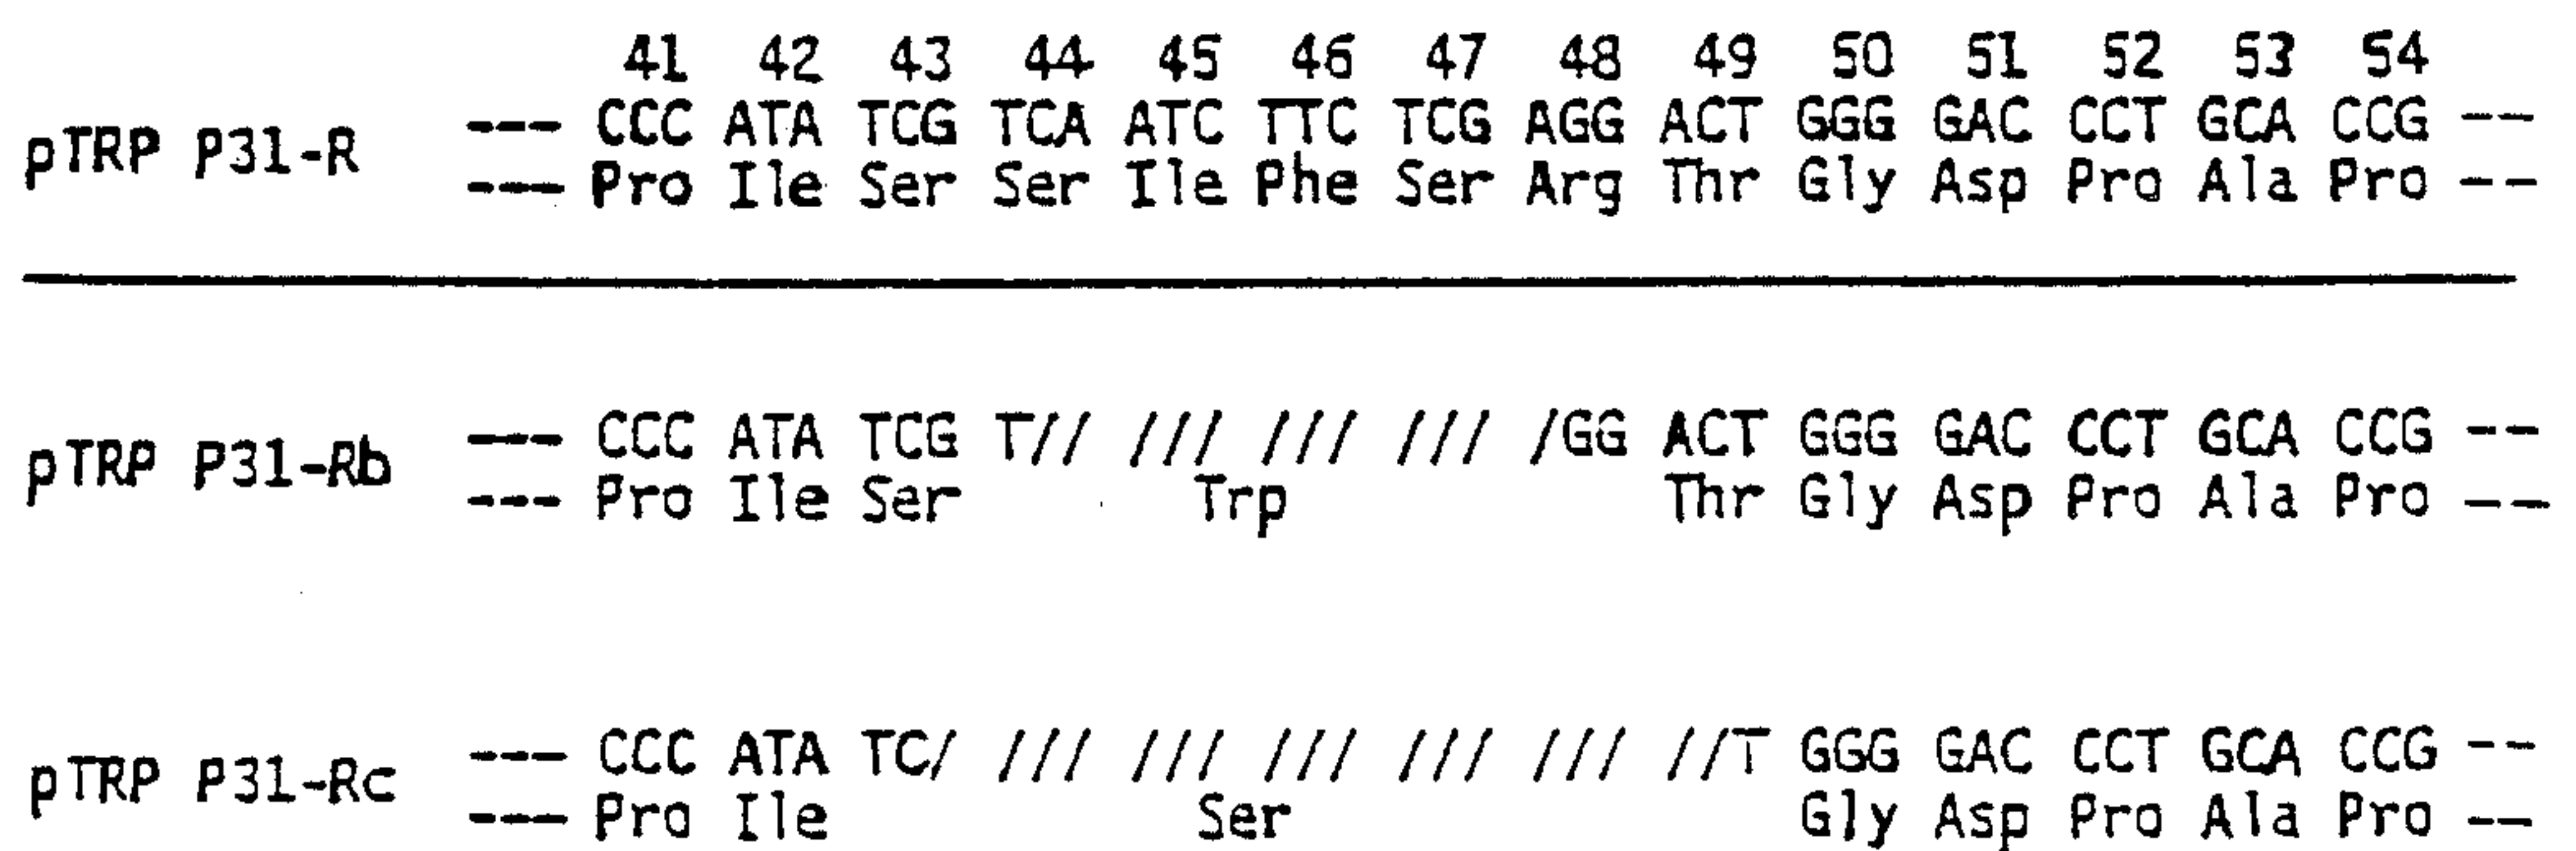 41 42 43 44 45 46 47 48 49 50 51 52 53 54
pTRP P31-R --- CCC ATA TCG TCA ATC TTC TCG AGG ACT GGG GAC CCT GCA CCG --
--- Pro Ile Ser Ser Ile Phe Ser Arg Thr Gly Asp Pro Ala Pro --
pTRP P31-Rb --- CCC ATA TCG T// /// /// /// /GG ACT GGG GAC CCT GCA CCG --
--- Pro Ile Ser Trp Thr Gly Asp Pro Ala Pro --
pTRP P31-Rc --- CCC ATA TC/ /// /// /// /// /// //T GGG GAC CCT GCA CCG --
--- Pro Ile Ser Gly Asp Pro Ala Pro --